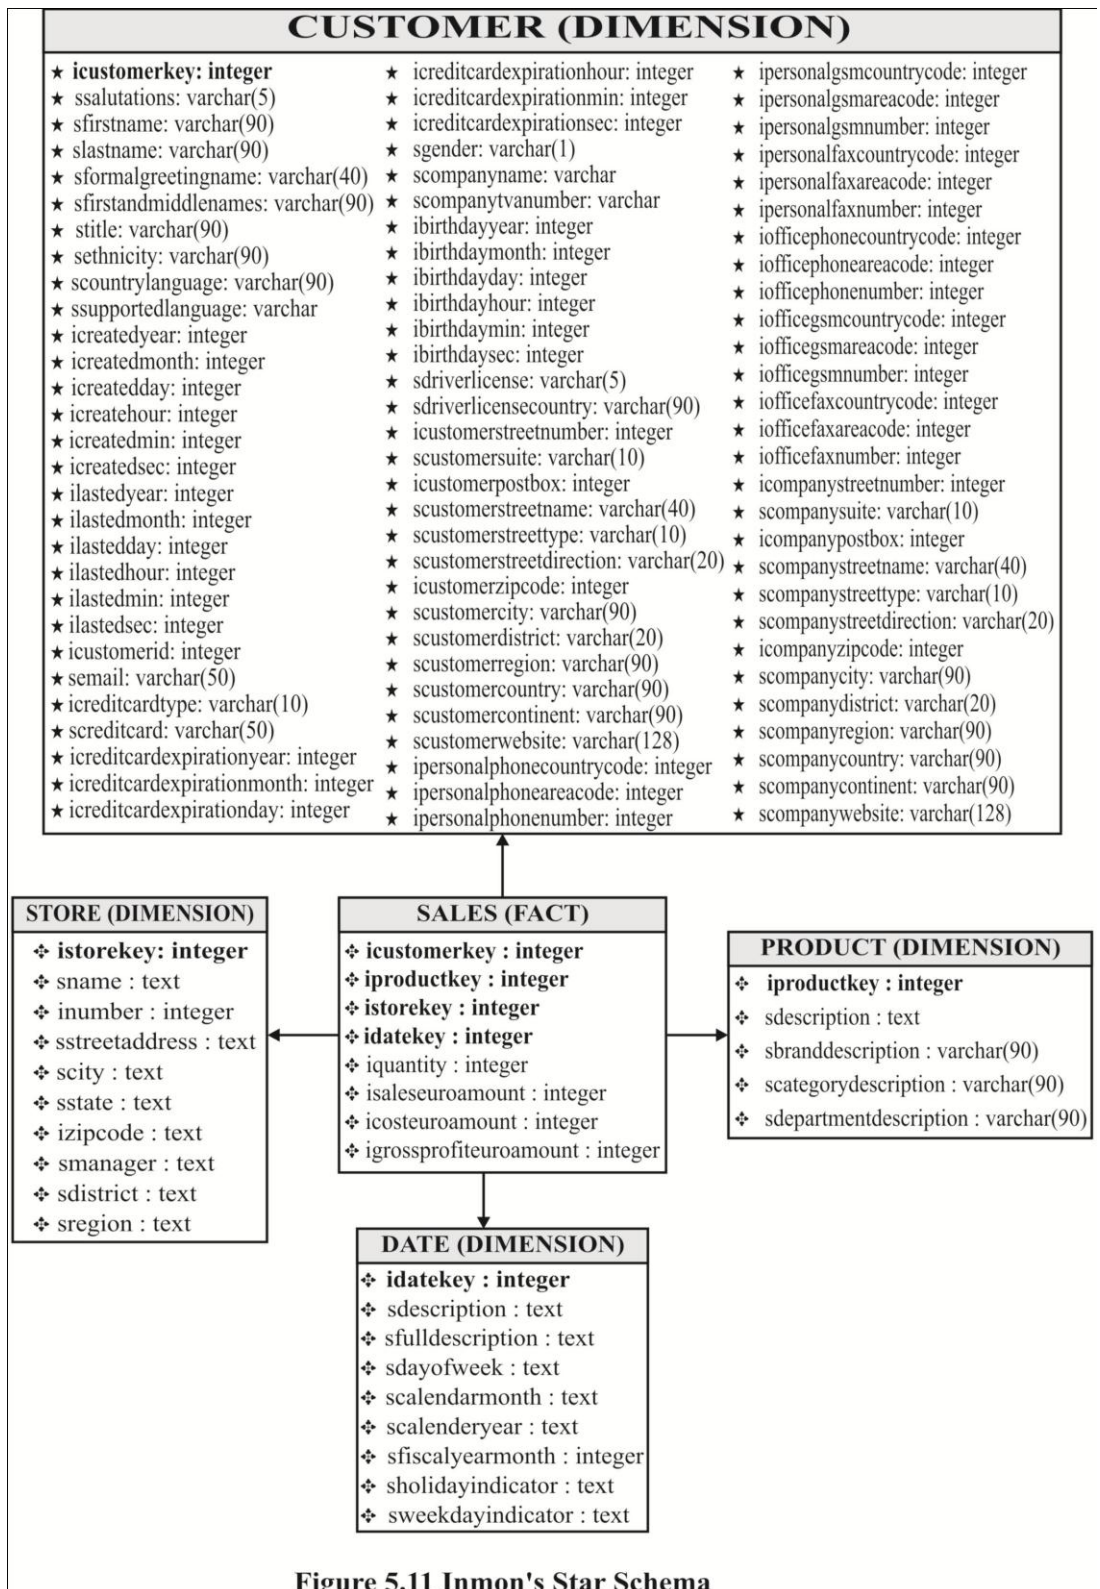 CUSTOMER (DIMENSION)
★ icustomerkey: integer
★ ssalutations: varchar(5)
★ sfirstname: varchar(90)
★ slastname: varchar(90)
★ sformalgreetingname: varchar(40)
★ sfirstandmiddlenames: varchar(90)
★ stitle: varchar(90)
★ sethnicity: varchar(90)
★ scountrylanguage: varchar(90)
★ ssupportedlanguage: varchar
★ icreatedyear: integer
★ icreatedmonth: integer
★ icreatedday: integer
★ icreatehour: integer
★ icreatedmin: integer
★ icreatedsec: integer
★ ilastedyear: integer
★ ilastedmonth: integer
★ ilastedday: integer
★ ilastedhour: integer
★ ilastedmin: integer
★ ilastedsec: integer
★ icustomerid: integer
★ semail: varchar(50)
★ icreditcardtype: varchar(10)
★ screditcard: varchar(50)
★ icreditcardexpirationyear: integer
★ icreditcardexpirationmonth: integer
★ icreditcardexpirationday: integer
★ icreditcardexpirationhour: integer
★ icreditcardexpirationmin: integer
★ icreditcardexpirationsec: integer
★ sgender: varchar(1)
★ scompanyname: varchar
★ scompanytvanumber: varchar
★ ibirthdayyear: integer
★ ibirthdaymonth: integer
★ ibirthdayday: integer
★ ibirthdayhour: integer
★ ibirthdaymin: integer
★ ibirthdaysec: integer
★ sdriverlicense: varchar(5)
★ sdriverlicensecountry: varchar(90)
★ icustomerstreetnumber: integer
★ scustomersuite: varchar(10)
★ icustomerpostbox: integer
★ scustomerstreetname: varchar(40)
★ scustomerstreettype: varchar(10)
★ scustomerstreetdirection: varchar(20)
★ icustomerzipcode: integer
★ scustomercity: varchar(90)
★ scustomerdistrict: varchar(20)
★ scustomerregion: varchar(90)
★ scustomercountry: varchar(90)
★ scustomercontinent: varchar(90)
★ scustomerwebsite: varchar(128)
★ ipersonalphonecountrycode: integer
★ ipersonalphoneareacode: integer
★ ipersonalphonenumber: integer
★ ipersonalgsmcountrycode: integer
★ ipersonalgsmareacode: integer
★ ipersonalgsmnumber: integer
★ ipersonalfaxcountrycode: integer
★ ipersonalfaxareacode: integer
★ ipersonalfaxnumber: integer
★ iofficephonecountrycode: integer
★ iofficephoneareacode: integer
★ iofficephonenumber: integer
★ iofficegsmcountrycode: integer
★ iofficegsmareacode: integer
★ iofficegsmnumber: integer
★ iofficefaxcountrycode: integer
★ iofficefaxareacode: integer
★ iofficefaxnumber: integer
★ icompanystreetnumber: integer
★ scompanysuite: varchar(10)
★ icompanypostbox: integer
★ scompanystreetname: varchar(40)
★ scompanystreettype: varchar(10)
★ scompanystreetdirection: varchar(20)
★ icompanyzipcode: integer
★ scompanycity: varchar(90)
★ scompanydistrict: varchar(20)
★ scompanyregion: varchar(90)
★ scompanycountry: varchar(90)
★ scompanycontinent: varchar(90)
★ scompanywebsite: varchar(128)
STORE (DIMENSION)
❖ istorekey: integer
❖ sname : text
❖ inumber : integer
❖ sstreetaddress : text
❖ scity : text
❖ sstate : text
❖ izipcode : text
❖ smanager : text
❖ sdistrict : text
❖ sregion : text
SALES (FACT)
❖ icustomerkey : integer
❖ iproductkey : integer
❖ istorekey : integer
❖ idatekey : integer
❖ iquantity : integer
❖ isaleseuroamount : integer
❖ icosteuroamount : integer
❖ igrossprofiteuroamount : integer
PRODUCT (DIMENSION)
❖ iproductkey : integer
❖ sdescription : text
❖ sbranddescription : varchar(90)
❖ scategorydescription : varchar(90)
❖ sdepartmentdescription : varchar(90)
DATE (DIMENSION)
❖ idatekey : integer
❖ sdescription : text
❖ sfulldescription : text
❖ sdayofweek : text
❖ scalendarmonth : text
❖ scalenderyear : text
❖ sfiscalyearmonth : integer
❖ sholidayindicator : text
❖ sweekdayindicator : text
Figure 5.11 Inmon's Star Schema